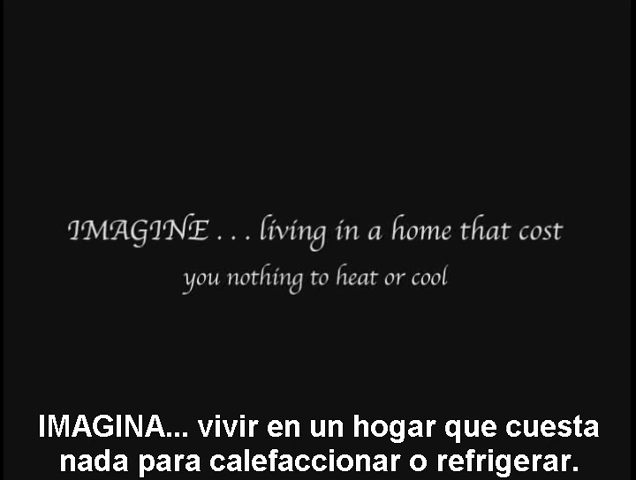 IMAGINE . . . living in a home that cost
you nothing to heat or cool
IMAGINA... vivir en un hogar que cuesta
nada para calefaccionar o refrigerar.